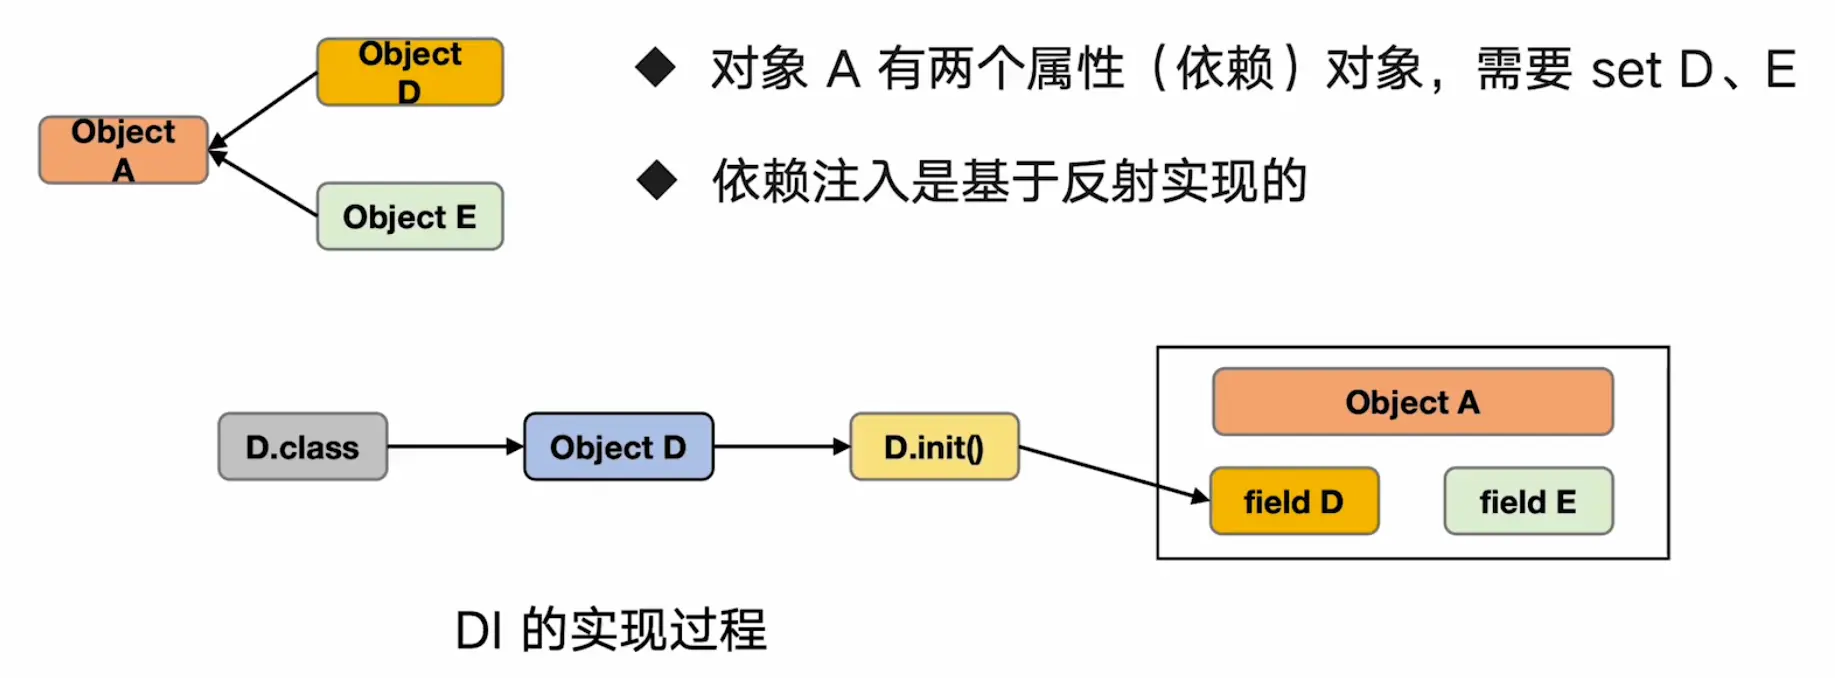 Object
D
Object
A
Object E
◆ 对象 A 有两个属性（依赖）对象，需要 set D、E
◆ 依赖注入是基于反射实现的
D.class
Object D
D.init()
Object A
field D
field E
DI 的实现过程